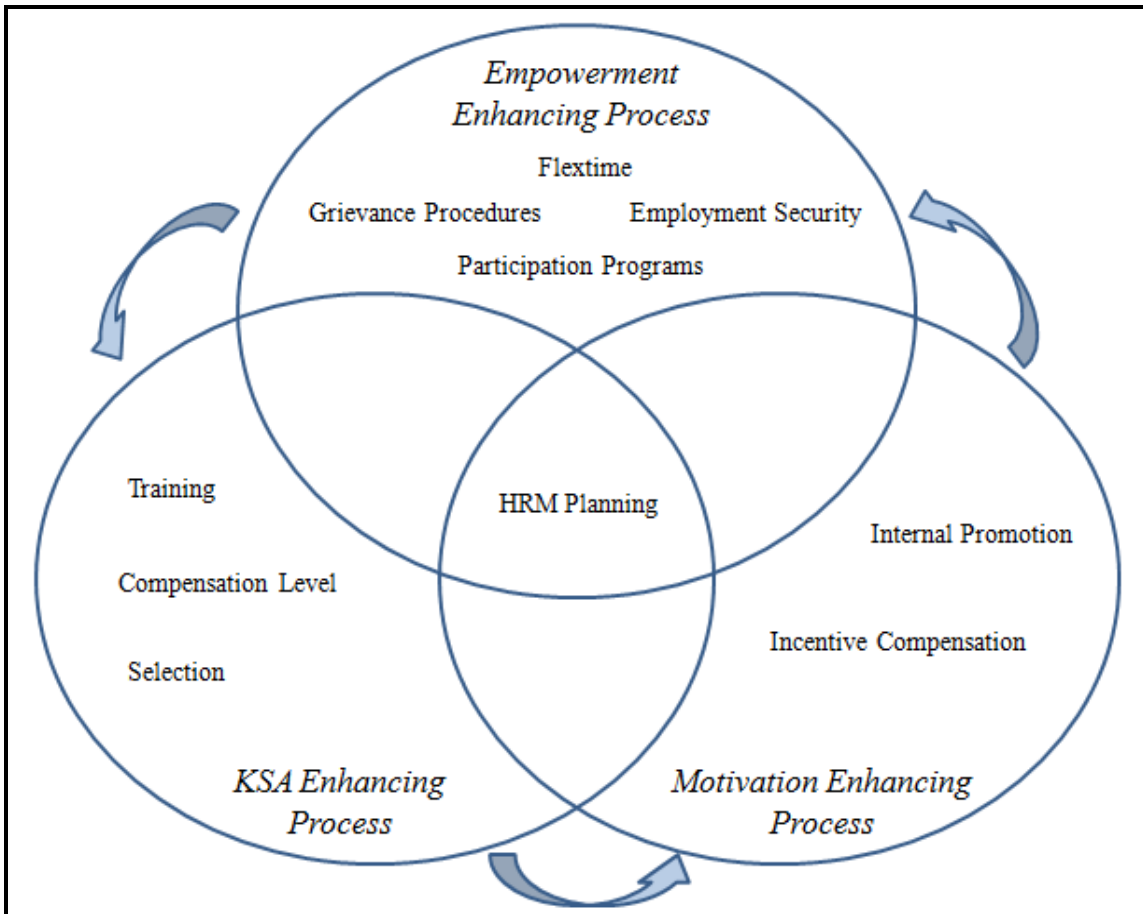 Empowerment
Enhancing Process
Flextime
Grievance Procedures
Employment Security
Participation Programs
Training
HRM Planning
Internal Promotion
Compensation Level
Incentive Compensation
Selection
KSA Enhancing
Process
Motivation Enhancing
Process